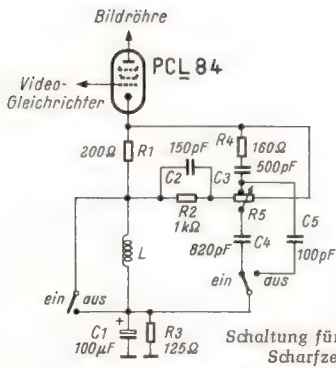 Bildröhre
PCL 84
Video-
Gleichrichter
200Ω R1
150pF
C2
R4
160Ω
500pF
C3
R2
1kΩ
R5
C5
820pF C4
100pF
L
ein aus
ein aus
C1
100µF
+
R3
125Ω
Schaltung für
Scharfze